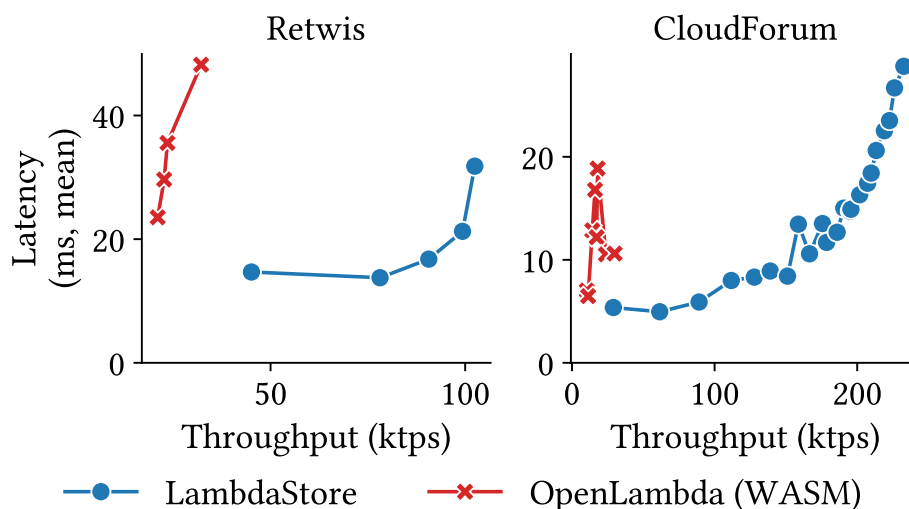 Retwis
CloudForum
Latency
(ms, mean)
40
20
0
50
100
Throughput (ktps)
20
10
0
0
100
200
Throughput (ktps)
LambdaStore
OpenLambda (WASM)